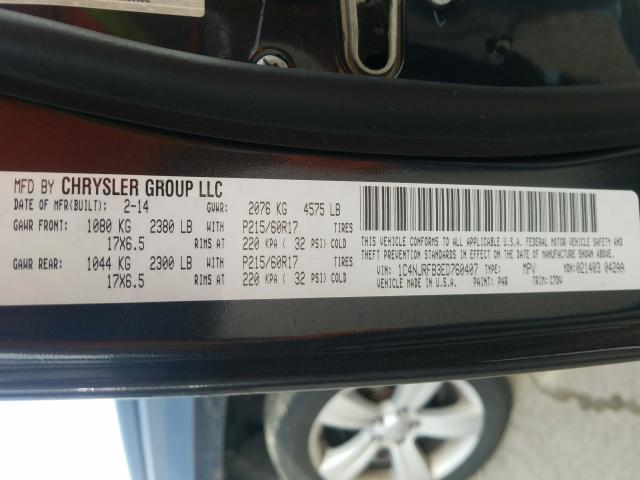 MFD BY CHRYSLER GROUP LLC
DATE OF MFR(BUILT): 2-14 GVWR: 2076 KG 4575 LB
GAWR FRONT: 1080 KG 2380 LB WITH P215/60R17 TIRES
17X6.5 RIMS AT 220 KPA ( 32 PSI) COLD
GAWR REAR: 1044 KG 2300 LB WITH P215/60R17 TIRES
17X6.5 RIMS AT 220 KPA ( 32 PSI) COLD
THIS VEHICLE CONFORMS TO ALL APPLICABLE U.S.A. FEDERAL MOTOR VEHICLE SAFETY AND
THEFT PREVENTION STANDARDS IN EFFECT ON THE DATE OF MANUFACTURE SHOWN ABOVE.
VIN: 1C4NJRFB3ED760407 TYPE: MPV MDH:021403 042AA
VEHICLE MADE IN U.S.A. PAINT: PAR TRIM: CTDV